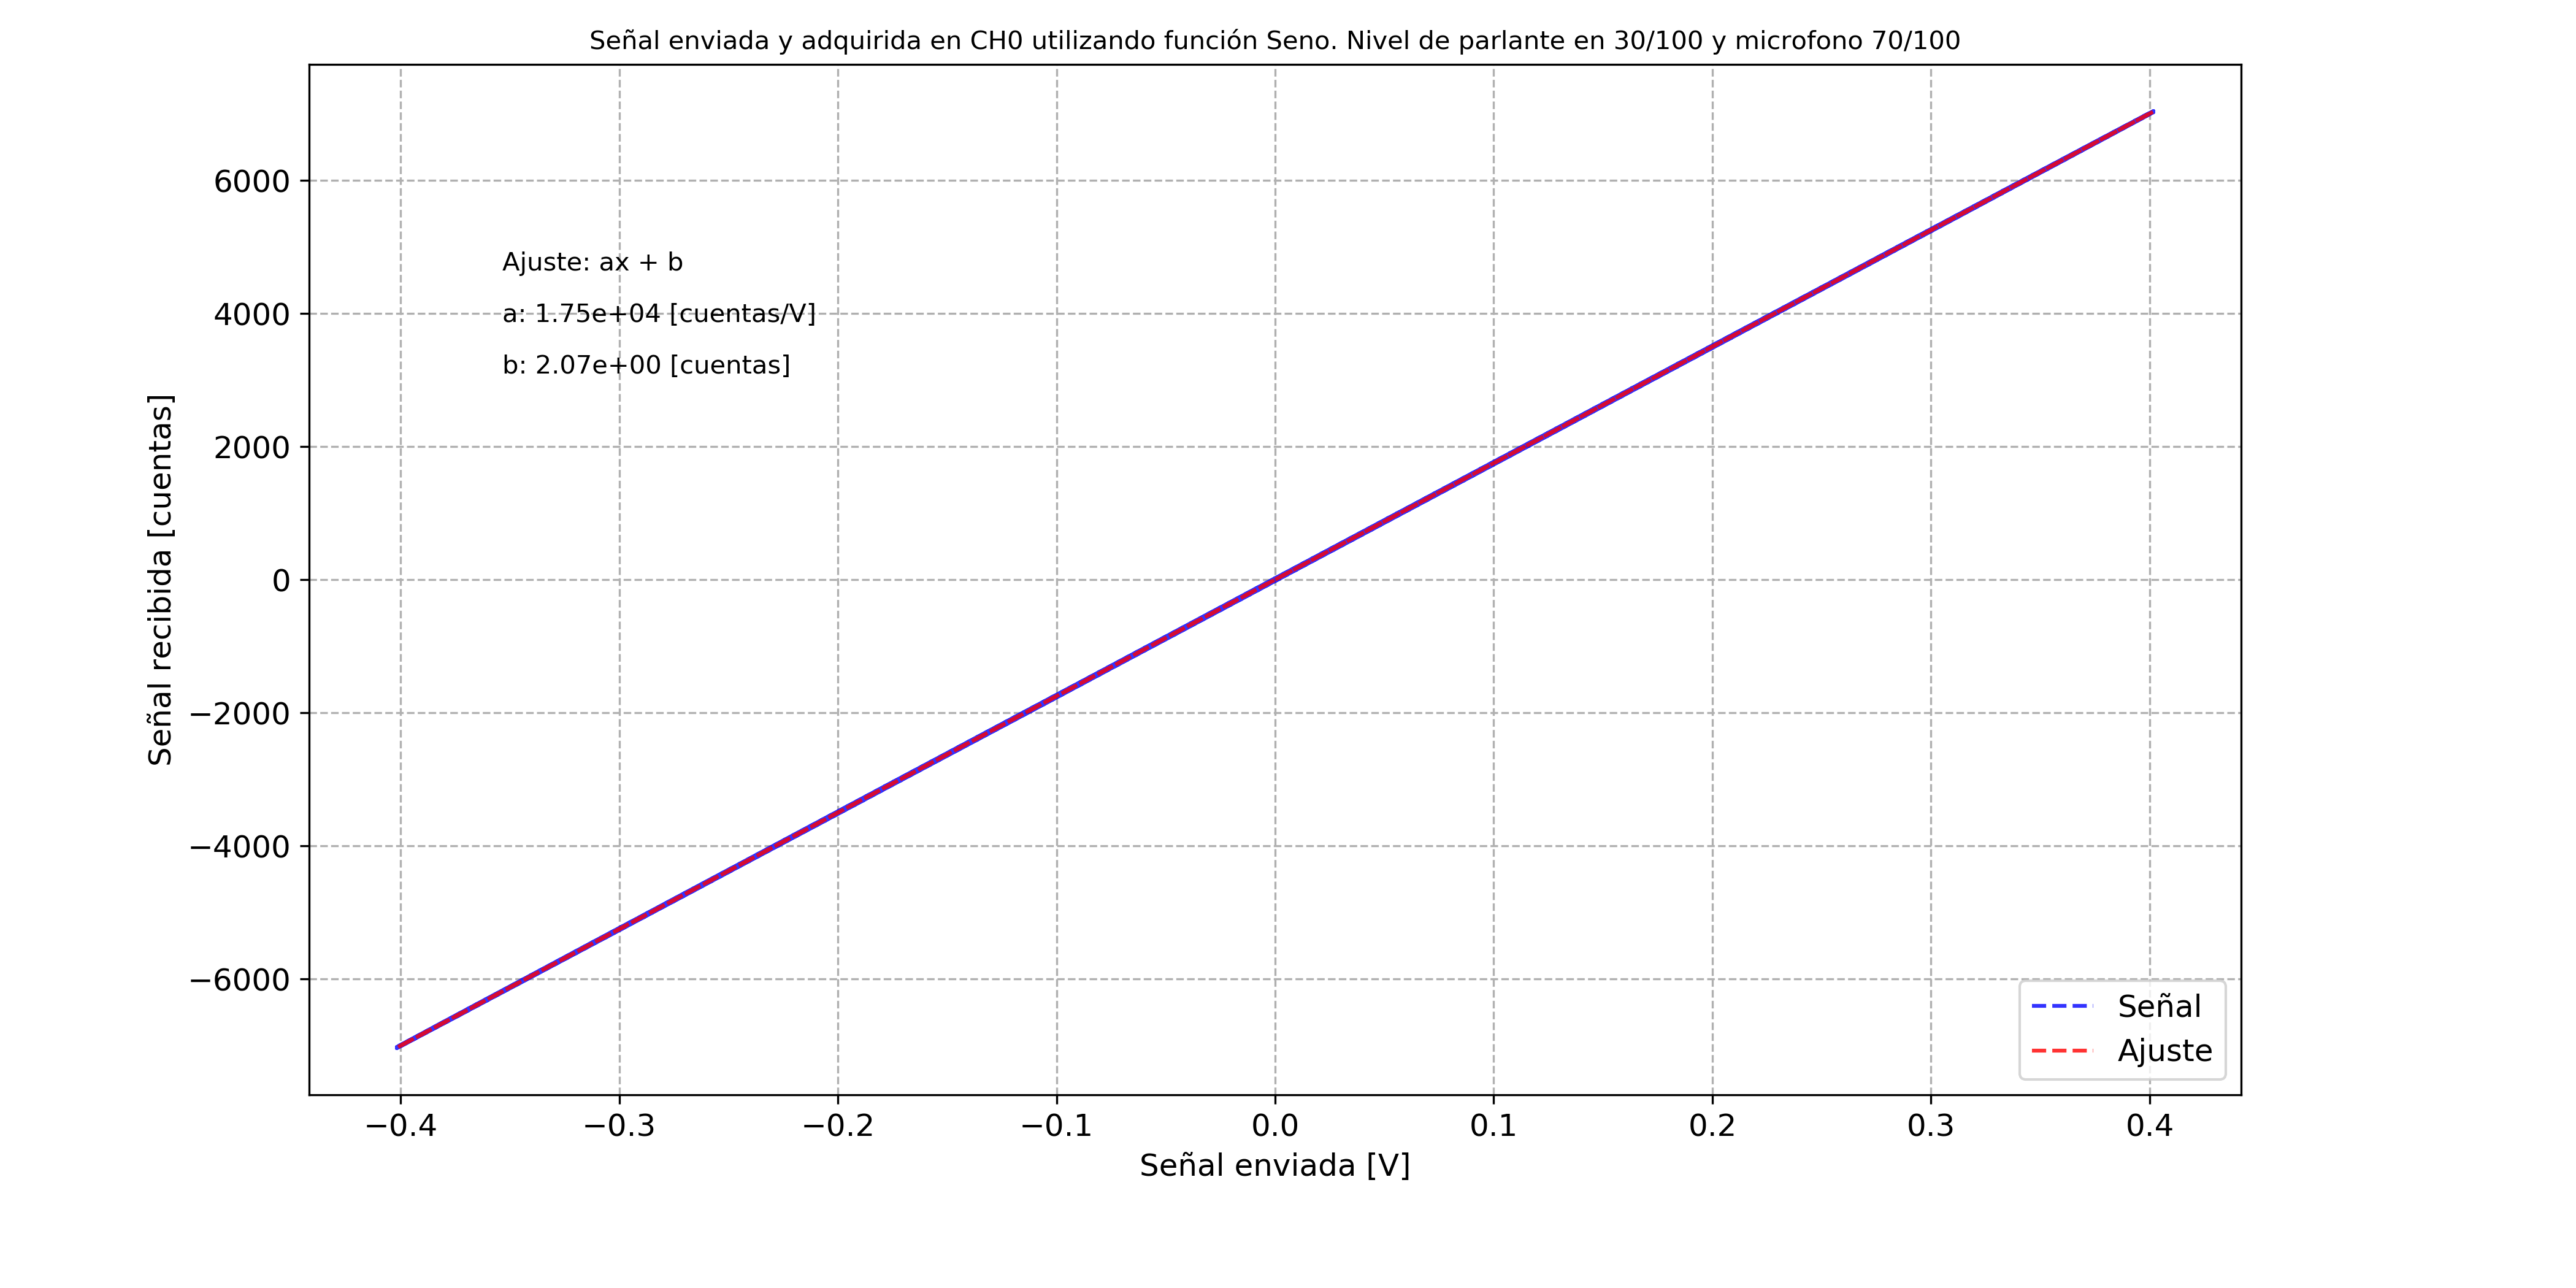 Señal enviada y adquirida en CH0 utilizando función Seno. Nivel de parlante en 30/100 y microfono 70/100
Señal recibida [cuentas]
6000
4000
2000
0
−2000
−4000
−6000
Ajuste: ax + b
a: 1.75e+04 [cuentas/V]
b: 2.07e+00 [cuentas]
Señal
Ajuste
−0.4 −0.3 −0.2 −0.1 0.0 0.1 0.2 0.3 0.4
Señal enviada [V]